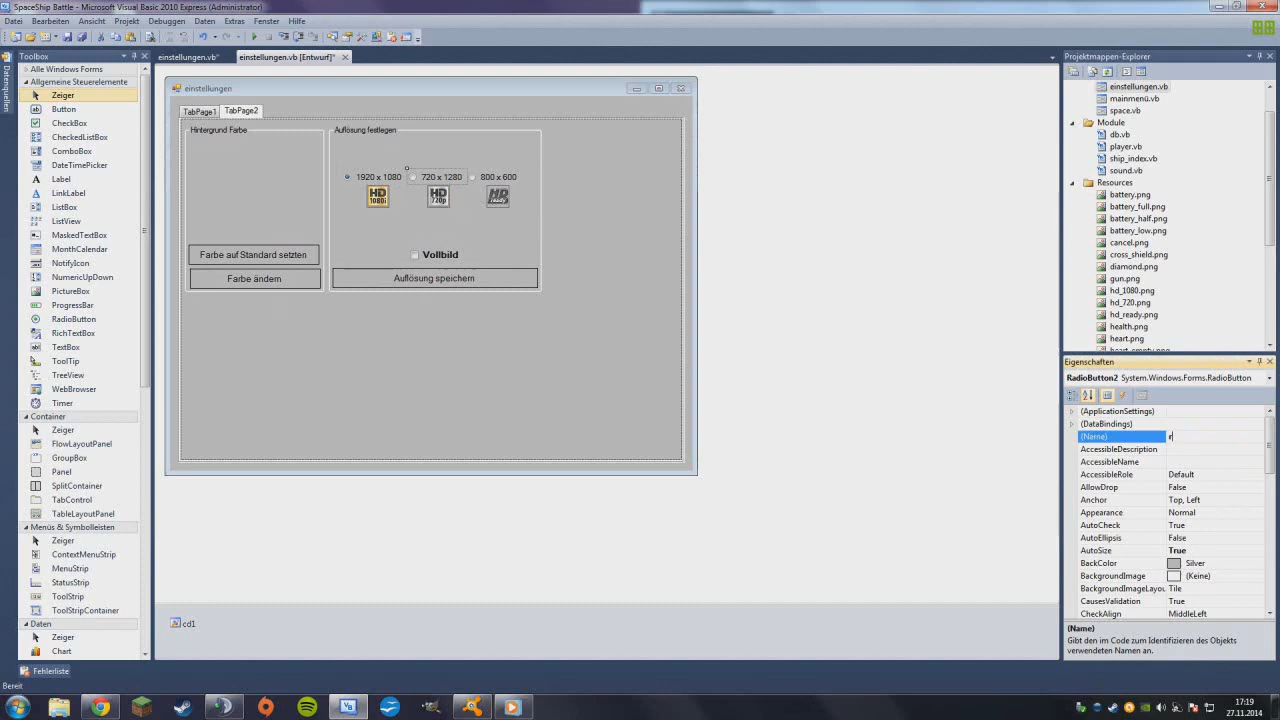 SpaceShip Battle - Microsoft Visual Basic 2010 Express (Administrator)
Datei Bearbeiten Ansicht Projekt Debuggen Daten Extras Fenster Hilfe
Toolbox
Alle Windows Forms
Allgemeine Steuerelemente
Zeiger
Button
CheckBox
CheckedListBox
ComboBox
DateTimePicker
Label
LinkLabel
ListBox
ListView
MaskedTextBox
MonthCalendar
NotifyIcon
NumericUpDown
PictureBox
ProgressBar
RadioButton
RichTextBox
TextBox
ToolTip
TreeView
WebBrowser
Timer
Container
Zeiger
FlowLayoutPanel
GroupBox
Panel
SplitContainer
TabControl
TableLayoutPanel
Menüs & Symbolleisten
Zeiger
ContextMenuStrip
MenuStrip
StatusStrip
ToolStrip
ToolStripContainer
Daten
Zeiger
Chart
Datenquellen
Fehlerliste
Bereit
einstellungen.vb* einstellungen.vb [Entwurf]*
einstellungen
TabPage1 TabPage2
Hintergrund Farbe
Farbe auf Standard setzten
Farbe ändern
Auflösung festlegen
1920 x 1080 720 x 1280 800 x 600
HD 1080i HD 720p HD ready
Vollbild
Auflösung speichern
cd1
Projektmappen-Explorer
einstellungen.vb
mainmenü.vb
space.vb
Module
db.vb
player.vb
ship_index.vb
sound.vb
Resources
battery.png
battery_full.png
battery_half.png
battery_low.png
cancel.png
cross_shield.png
diamond.png
gun.png
hd_1080.png
hd_720.png
hd_ready.png
health.png
heart.png
heart_empty.png
Eigenschaften
RadioButton2 System.Windows.Forms.RadioButton
(ApplicationSettings)
(DataBindings)
(Name) r
AccessibleDescription
AccessibleName
AccessibleRole Default
AllowDrop False
Anchor Top, Left
Appearance Normal
AutoCheck True
AutoEllipsis False
AutoSize True
BackColor Silver
BackgroundImage (Keine)
BackgroundImageLayou Tile
CausesValidation True
CheckAlign MiddleLeft
(Name)
Gibt den im Code zum Identifizieren des Objekts
verwendeten Namen an.
17:19
27.11.2014